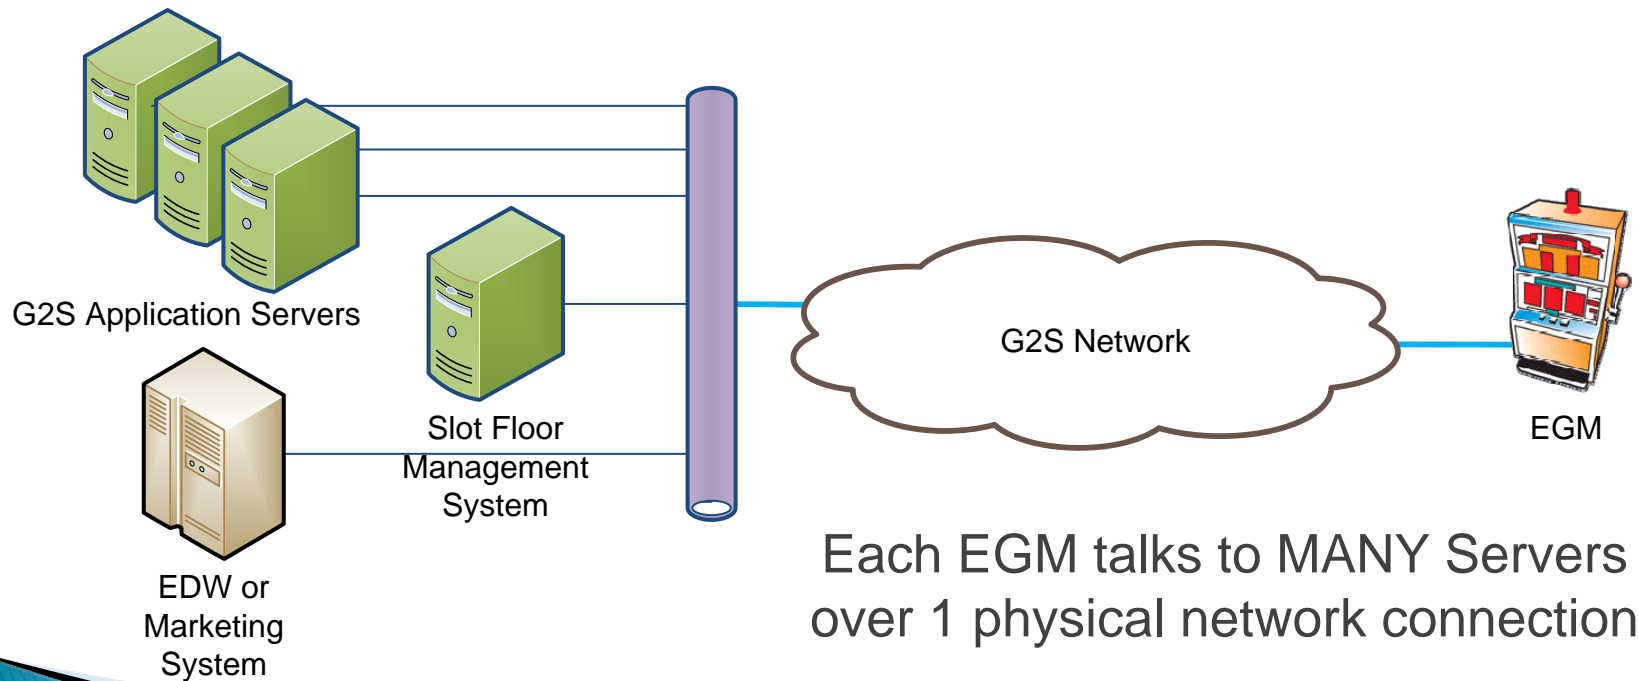 G2S Application Servers
Slot Floor
Management
System
EDW or
Marketing
System
G2S Network
EGM
Each EGM talks to MANY Servers
over 1 physical network connection